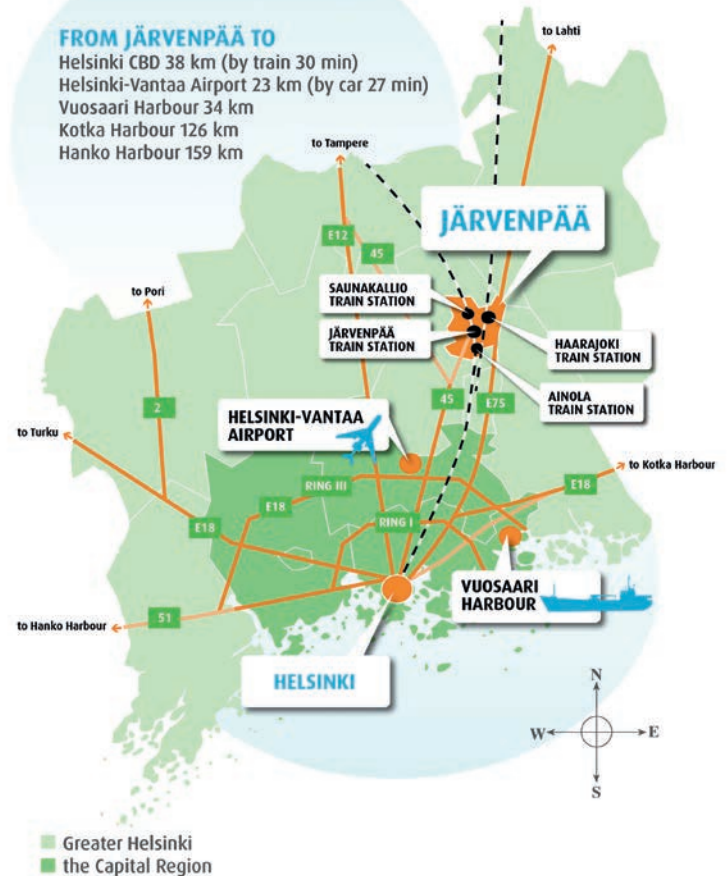 FROM JÄRVENPÄÄ TO
Helsinki CBD 38 km (by train 30 min)
Helsinki-Vantaa Airport 23 km (by car 27 min)
Vuosaari Harbour 34 km
Kotka Harbour 126 km
Hanko Harbour 159 km
to Lahti
to Tampere
JÄRVENPÄÄ
E12
45
SAUNAKALLIO
TRAIN STATION
to Pori
JÄRVENPÄÄ
TRAIN STATION
HAARAJOKI
TRAIN STATION
AINOLA
TRAIN STATION
2
45
E75
HELSINKI-VANTAA
AIRPORT
to Turku
to Kotka Harbour
RING III
E18
E18
E18
RING I
VUOSAARI
HARBOUR
51
to Hanko Harbour
HELSINKI
N
W
E
S
Greater Helsinki
the Capital Region